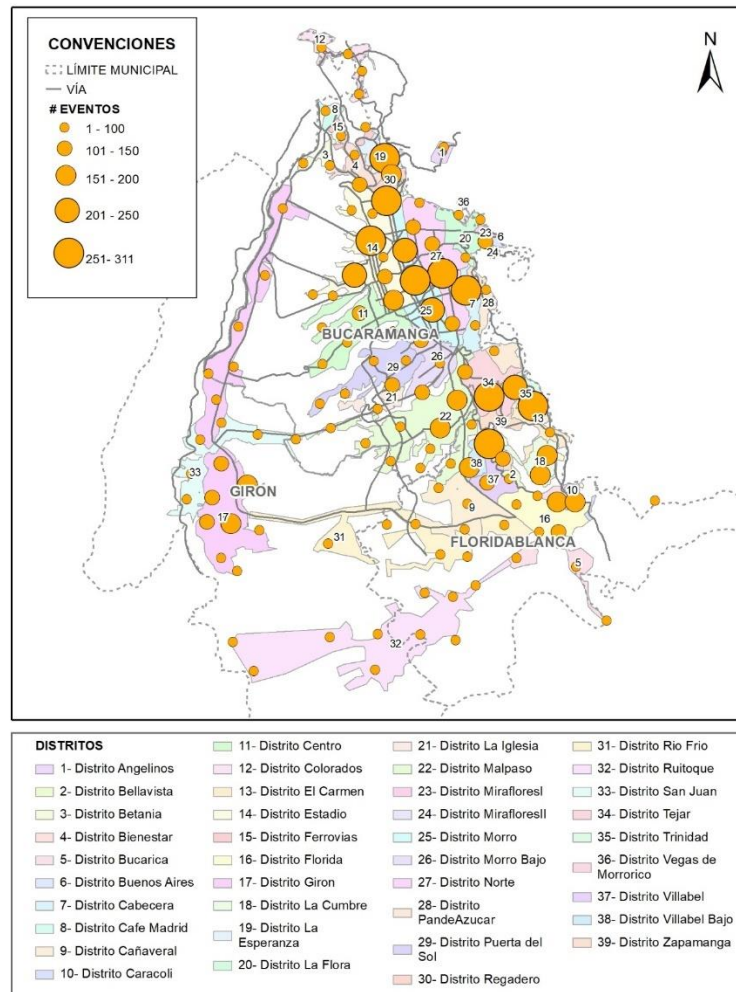 CONVENCIONES
LÍMITE MUNICIPAL
VÍA
# EVENTOS
1 - 100
101 - 150
151 - 200
201 - 250
251- 311
N
12
8
15
3
4
19
1
30
36
20
23
6
24
14
27
28
7
11
25
BUCARAMANGA
26
29
21
34
35
13
22
39
18
38
2
37
33
GIRÓN
10
9
17
16
31
FLORIDABLANCA
5
32
DISTRITOS
1- Distrito Angelinos
2- Distrito Bellavista
3- Distrito Betania
4- Distrito Bienestar
5- Distrito Bucarica
6- Distrito Buenos Aires
7- Distrito Cabecera
8- Distrito Cafe Madrid
9- Distrito Cañaveral
10- Distrito Caracoli
11- Distrito Centro
12- Distrito Colorados
13- Distrito El Carmen
14- Distrito Estadio
15- Distrito Ferrovias
16- Distrito Florida
17- Distrito Giron
18- Distrito La Cumbre
19- Distrito La
Esperanza
20- Distrito La Flora
21- Distrito La Iglesia
22- Distrito Malpaso
23- Distrito MirafloresI
24- Distrito MirafloresII
25- Distrito Morro
26- Distrito Morro Bajo
27- Distrito Norte
28- Distrito
PandeAzucar
29- Distrito Puerta del
Sol
30- Distrito Regadero
31- Distrito Rio Frio
32- Distrito Ruitoque
33- Distrito San Juan
34- Distrito Tejar
35- Distrito Trinidad
36- Distrito Vegas de
Morrorico
37- Distrito Villabel
38- Distrito Villabel Bajo
39- Distrito Zapamanga